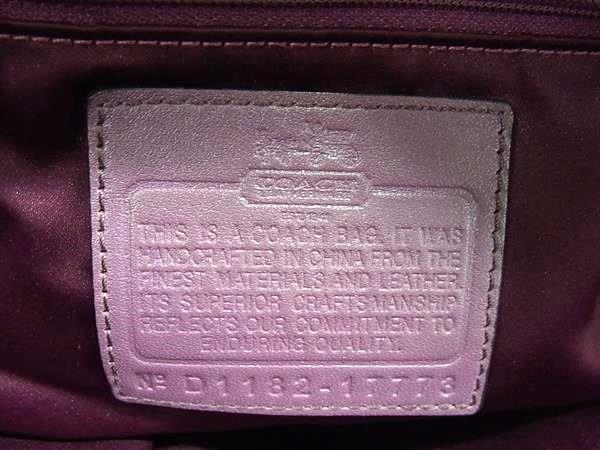 COACH
THIS IS A COACH BAG. IT WAS
HANDCRAFTED IN CHINA FROM THE
FINEST MATERIALS AND LEATHER.
ITS SUPERIOR CRAFTSMANSHIP
REFLECTS OUR COMMITMENT TO
ENDURING QUALITY.
Nº D1182-17773